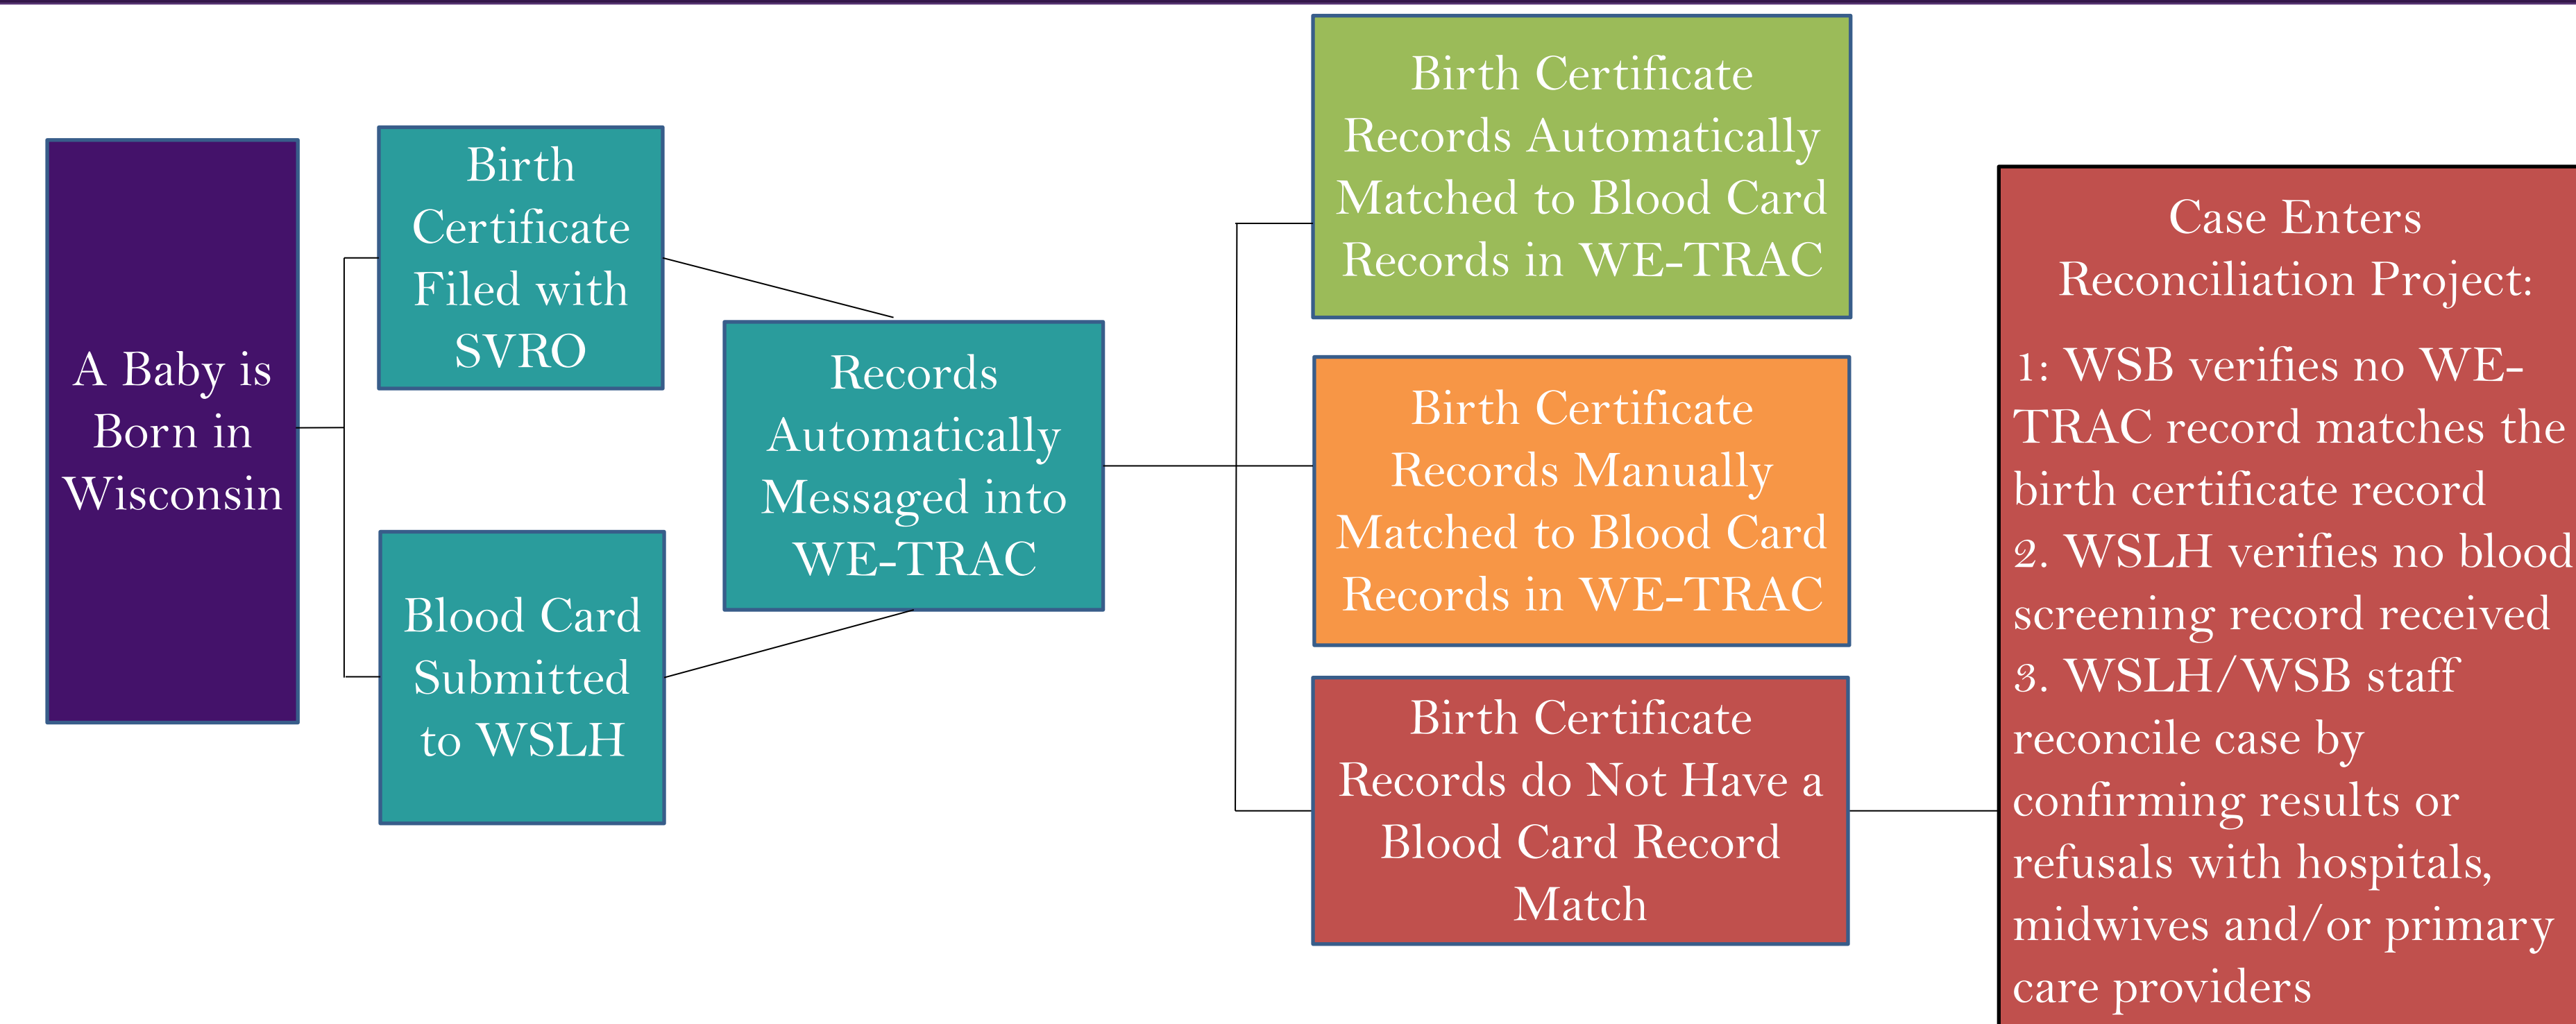 A Baby is
Born in
Wisconsin
Birth
Certificate
Filed with
SVRO
Blood Card
Submitted
to WSLH
Records
Automatically
Messaged into
WE-TRAC
Birth Certificate
Records Automatically
Matched to Blood Card
Records in WE-TRAC
Birth Certificate
Records Manually
Matched to Blood Card
Records in WE-TRAC
Birth Certificate
Records do Not Have a
Blood Card Record
Match
Case Enters
Reconciliation Project:
1: WSB verifies no WE-
TRAC record matches the
birth certificate record
2. WSLH verifies no blood
screening record received
3. WSLH/WSB staff
reconcile case by
confirming results or
refusals with hospitals,
midwives and/or primary
care providers